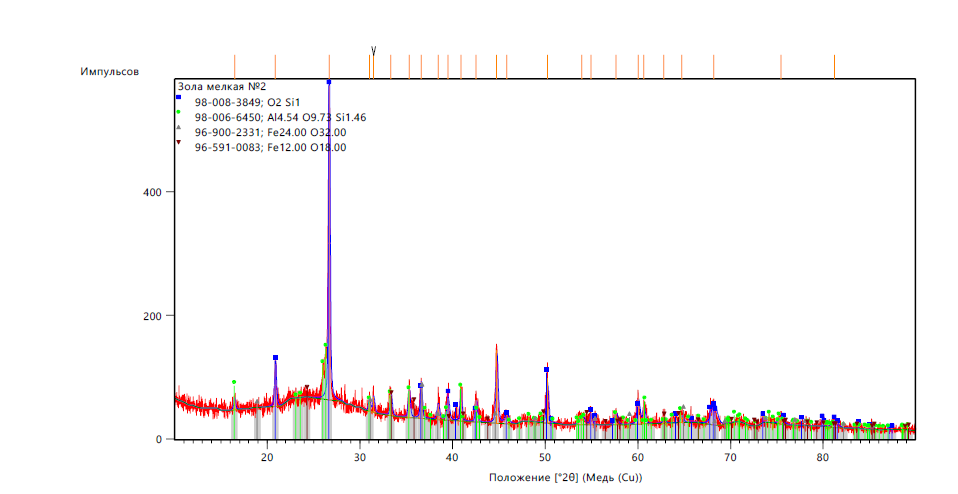 Импульсов
Зола мелкая №2
98-008-3849; O2 Si1
98-006-6450; Al4.54 O9.73 Si1.46
96-900-2331; Fe24.00 O32.00
96-591-0083; Fe12.00 O18.00
400
200
0
20 30 40 50 60 70 80
Положение [°2θ] (Медь (Cu))